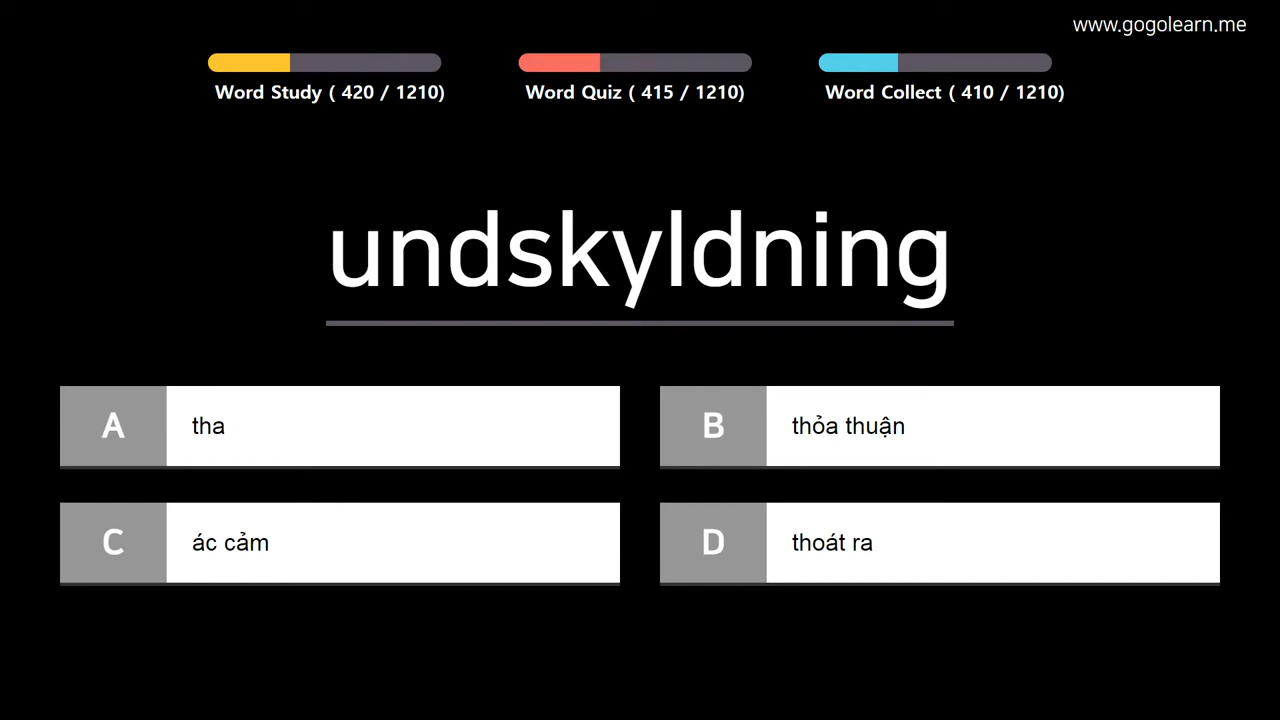 www.gogolearn.me
Word Study ( 420 / 1210)
Word Quiz ( 415 / 1210)
Word Collect ( 410 / 1210)
undskyldning
A tha
B thỏa thuận
C ác cảm
D thoát ra